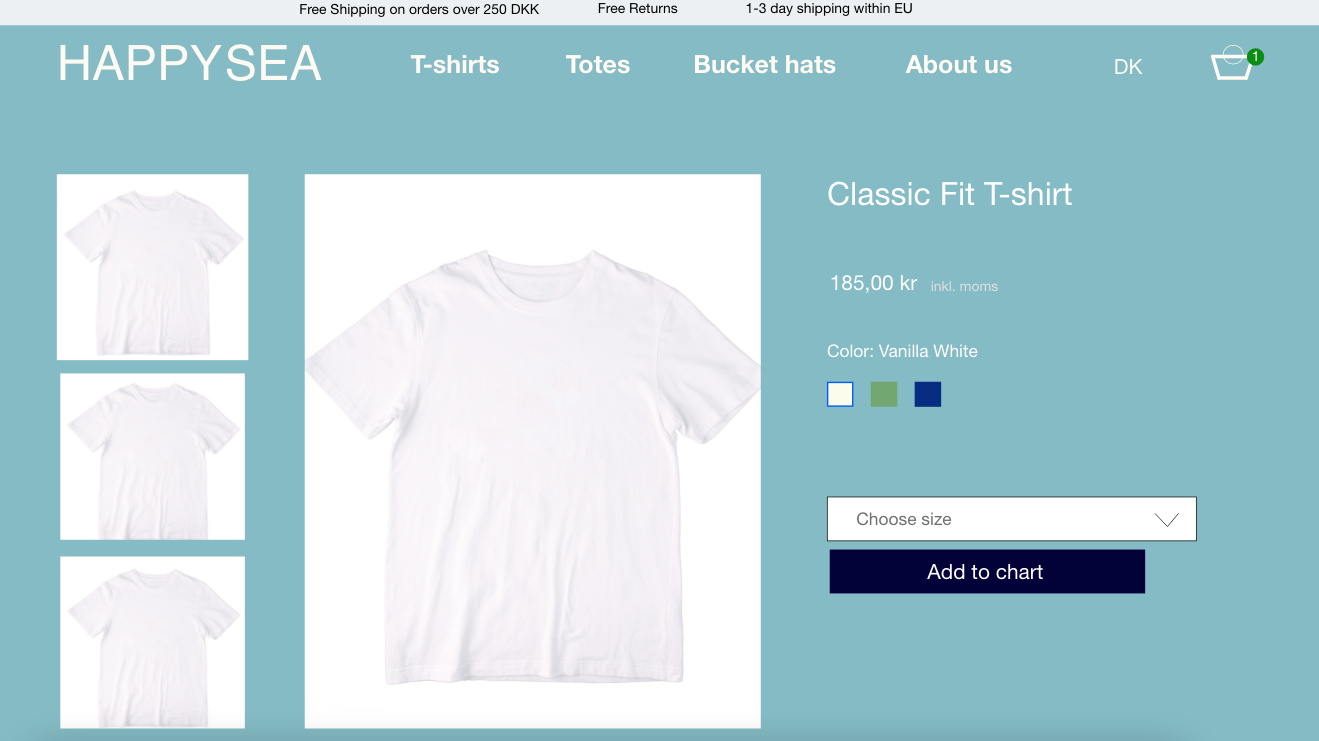 Free Shipping on orders over 250 DKK Free Returns 1-3 day shipping within EU
HAPPYSEA T-shirts Totes Bucket hats About us DK 1
Classic Fit T-shirt
185,00 kr inkl. moms
Color: Vanilla White
Choose size
Add to chart